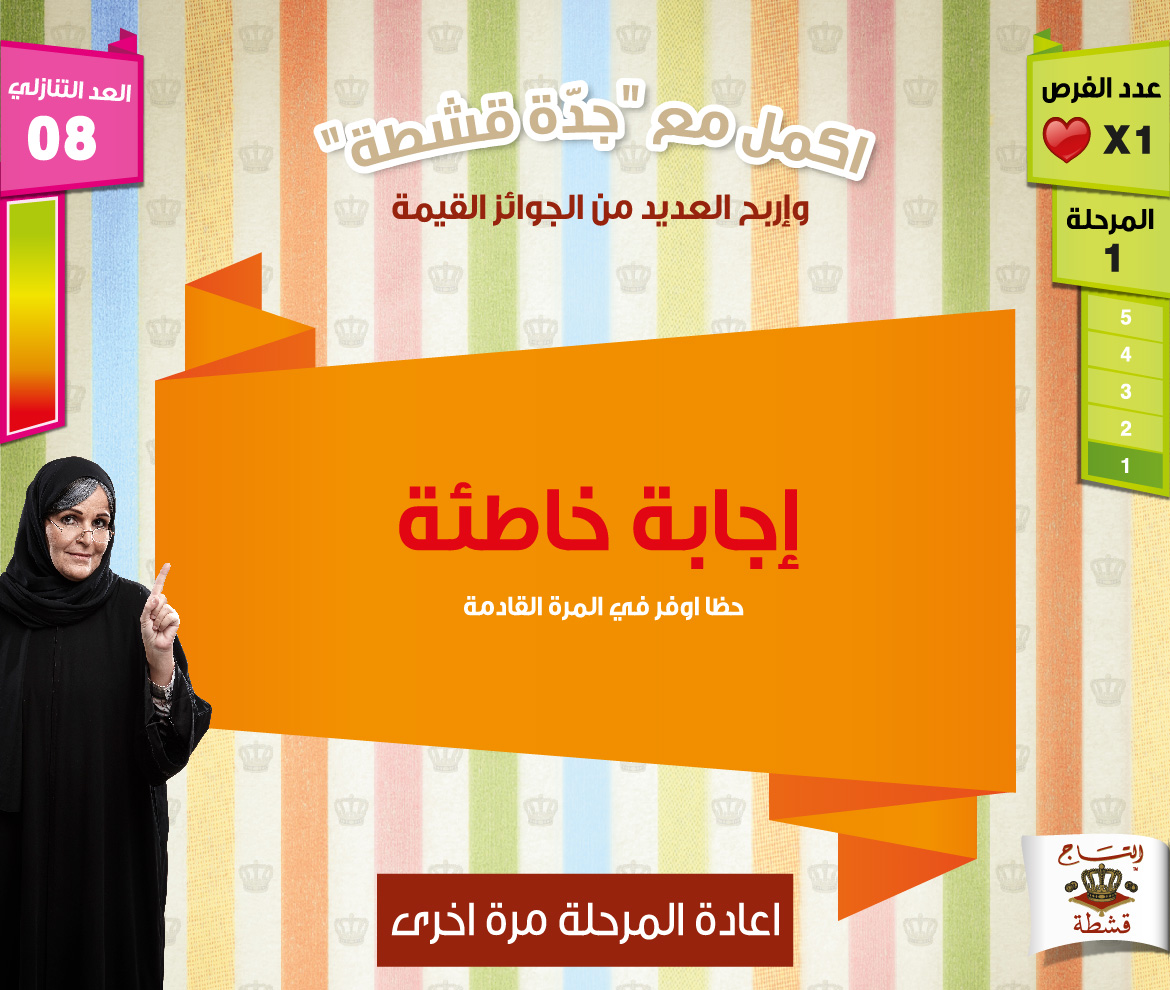 اكمل مع "جدّة قشطة"
وإربح العديد من الجوائز القيمة
عدد الفرص
X1
المرحلة
1
5
4
3
2
1
العد التنازلي
08
إجابة خاطئة
حظا اوفر في المرة القادمة
اعادة المرحلة مرة اخرى
التاج
TM
قشطة